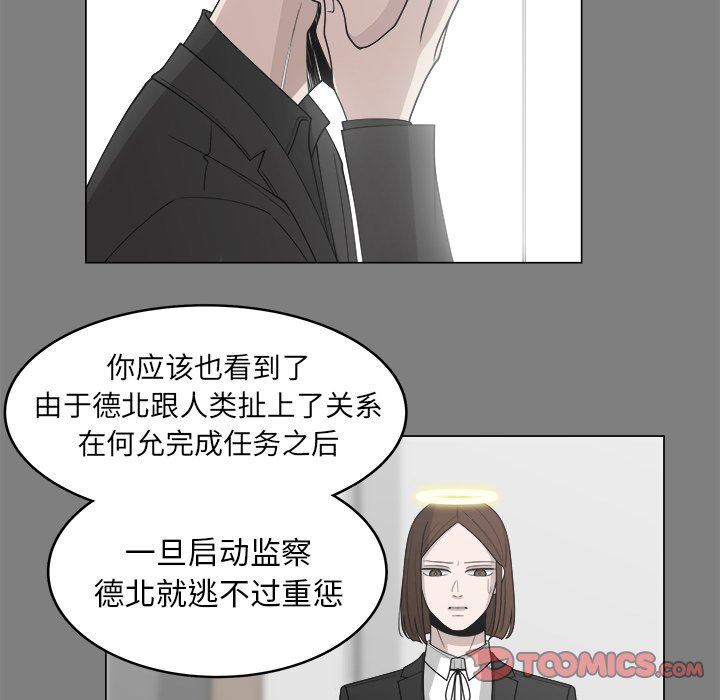 你应该也看到了
由于德北跟人类扯上了关系
在何允完成任务之后
一旦启动监察
德北就逃不过重惩
TOOMICS.COM